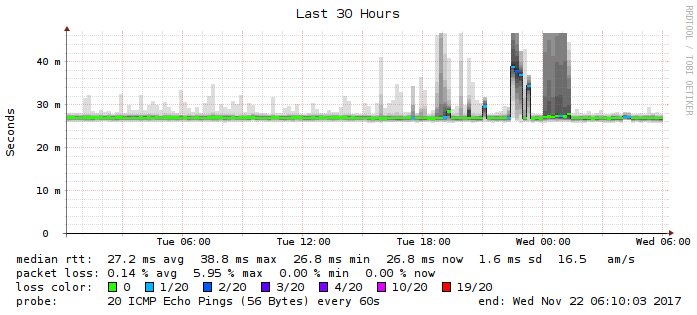 Last 30 Hours
RRDTOOL / TOBI OETIKER
Seconds
40 m
30 m
20 m
10 m
0
Tue 06:00 Tue 12:00 Tue 18:00 Wed 00:00 Wed 06:00
median rtt: 27.2 ms avg 38.8 ms max 26.8 ms min 26.8 ms now 1.6 ms sd 16.5 am/s
packet loss: 0.14 % avg 5.95 % max 0.00 % min 0.00 % now
loss color: 0 1/20 2/20 3/20 4/20 10/20 19/20
probe: 20 ICMP Echo Pings (56 Bytes) every 60s end: Wed Nov 22 06:10:03 2017